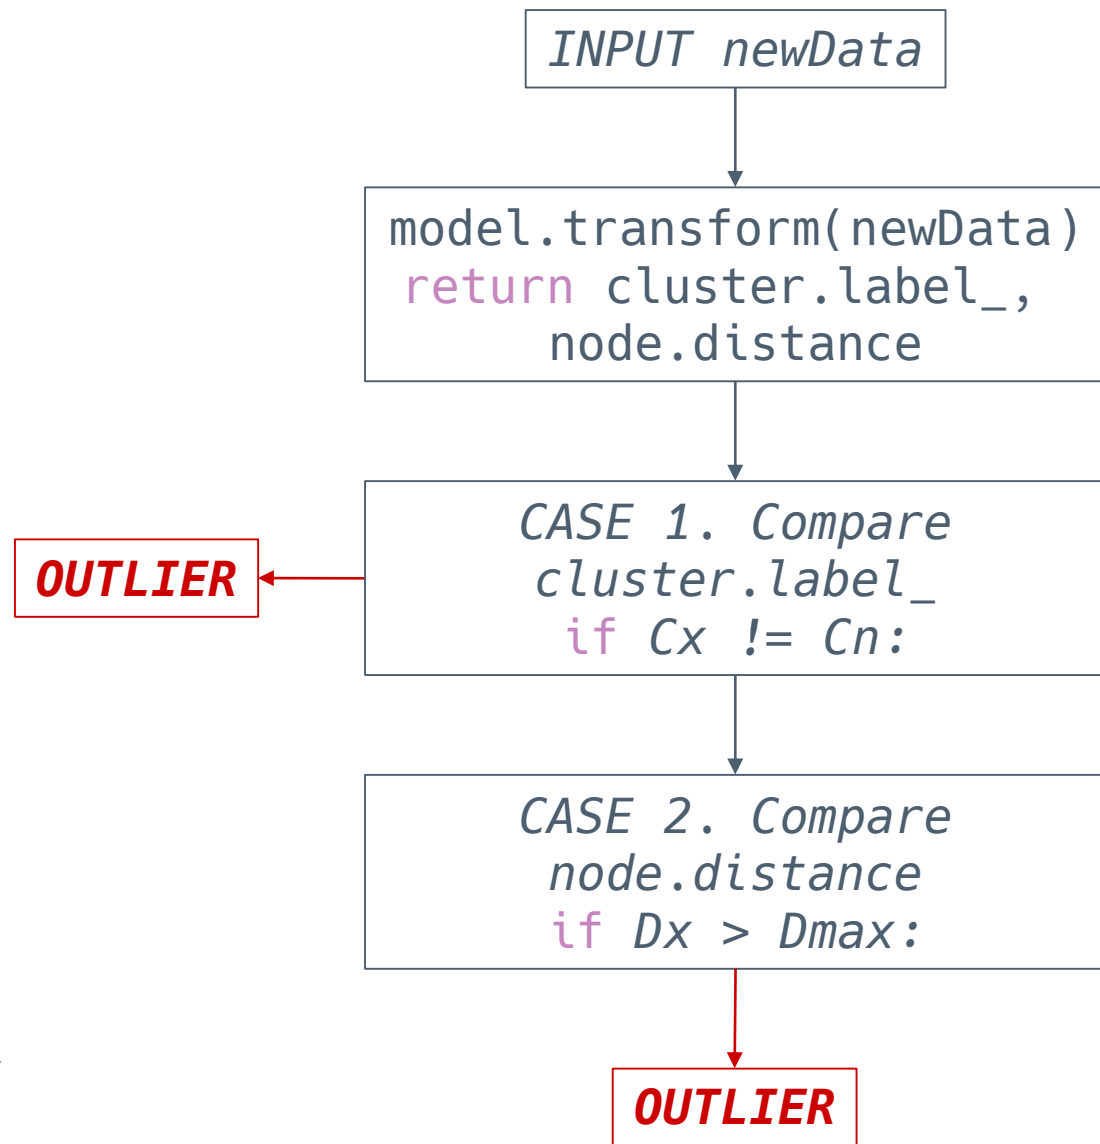 INPUT newData
model.transform(newData)
return cluster.label_,
node.distance
CASE 1. Compare
cluster.label_
if Cx != Cn:
OUTLIER
CASE 2. Compare
node.distance
if Dx > Dmax:
OUTLIER